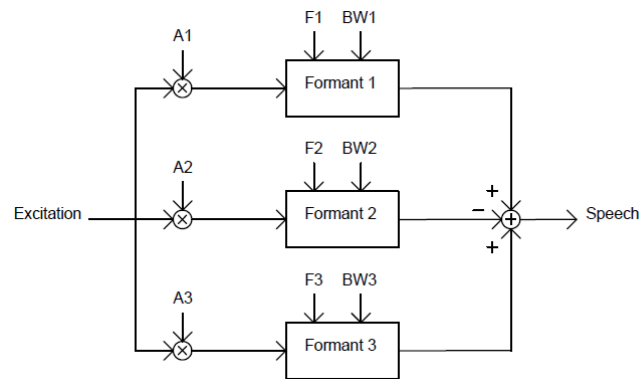 F1 BW1
A1
Formant 1
×
F2 BW2
A2
Formant 2
+
Excitation
×
−
+
Speech
+
F3 BW3
A3
Formant 3
×